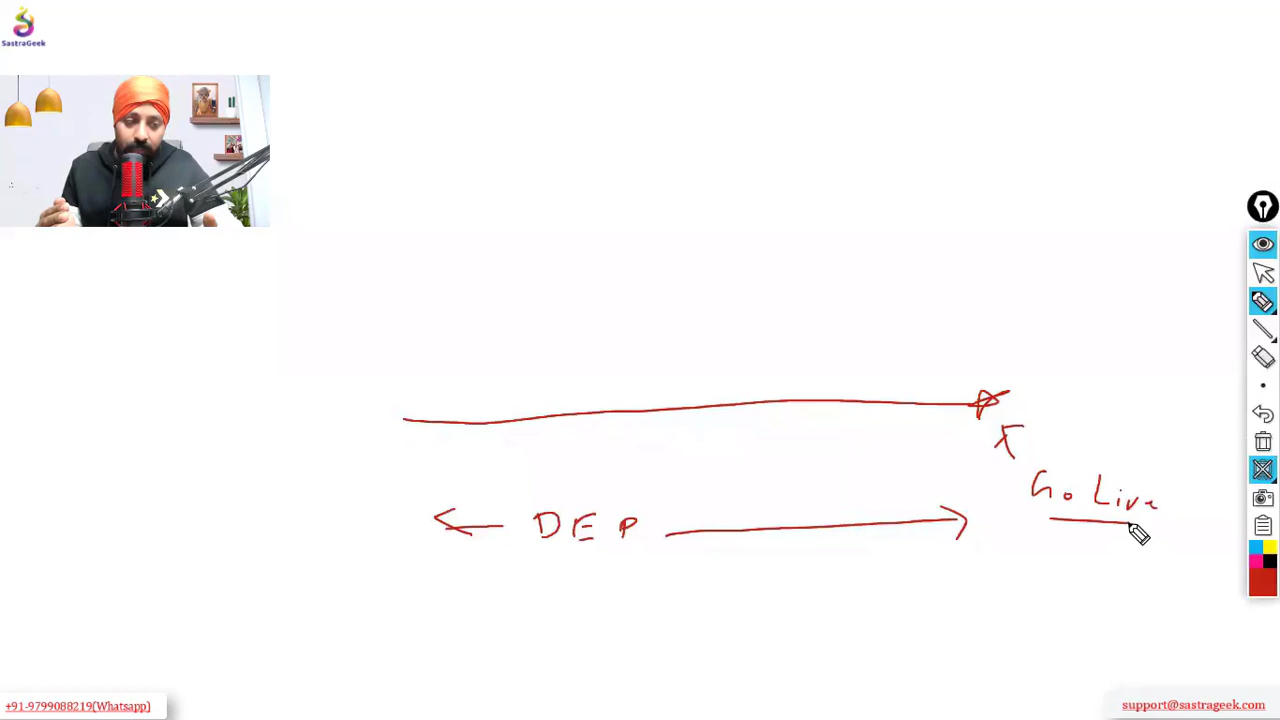 SastraGeek
Go Live
DEP
+91-9799088219(Whatsapp)
support@sastrageek.com